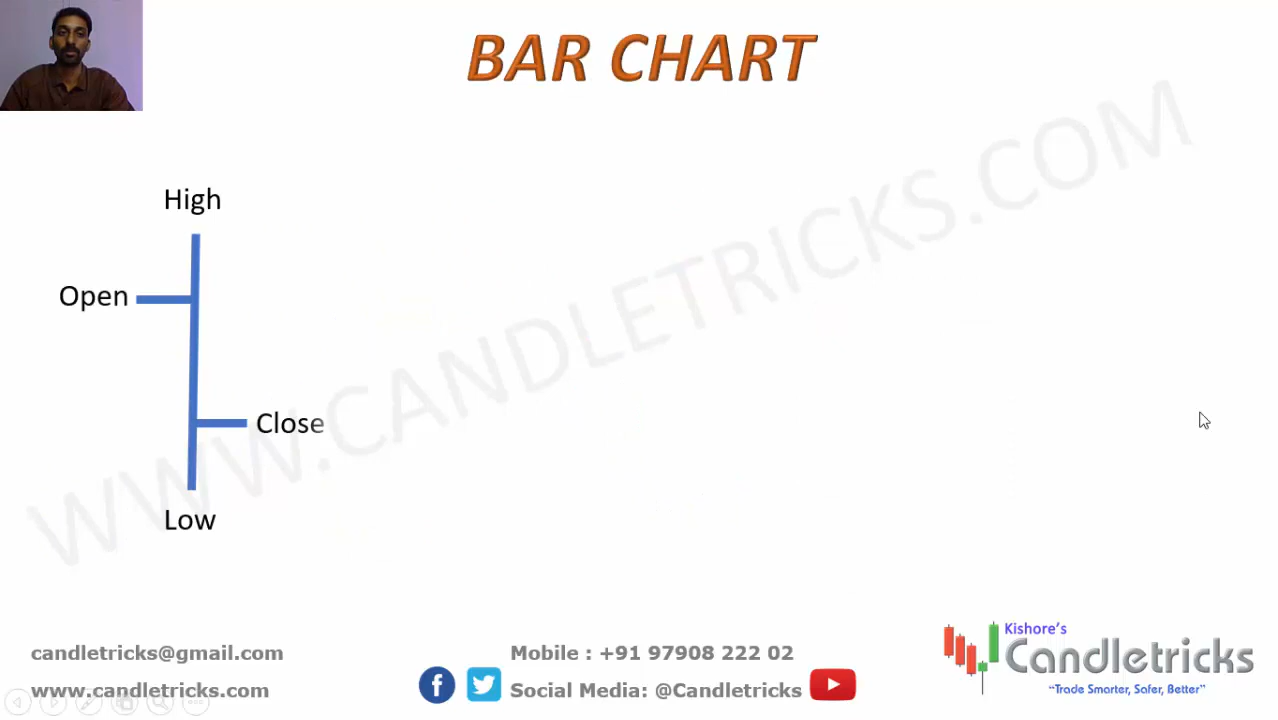 BAR CHART
High
Open
Close
Low
WWW.CANDLETRICKS.COM
candletricks@gmail.com
www.candletricks.com
Mobile : +91 97908 222 02
Social Media: @Candletricks
Kishore's
Candletricks
“Trade Smarter, Safer, Better”